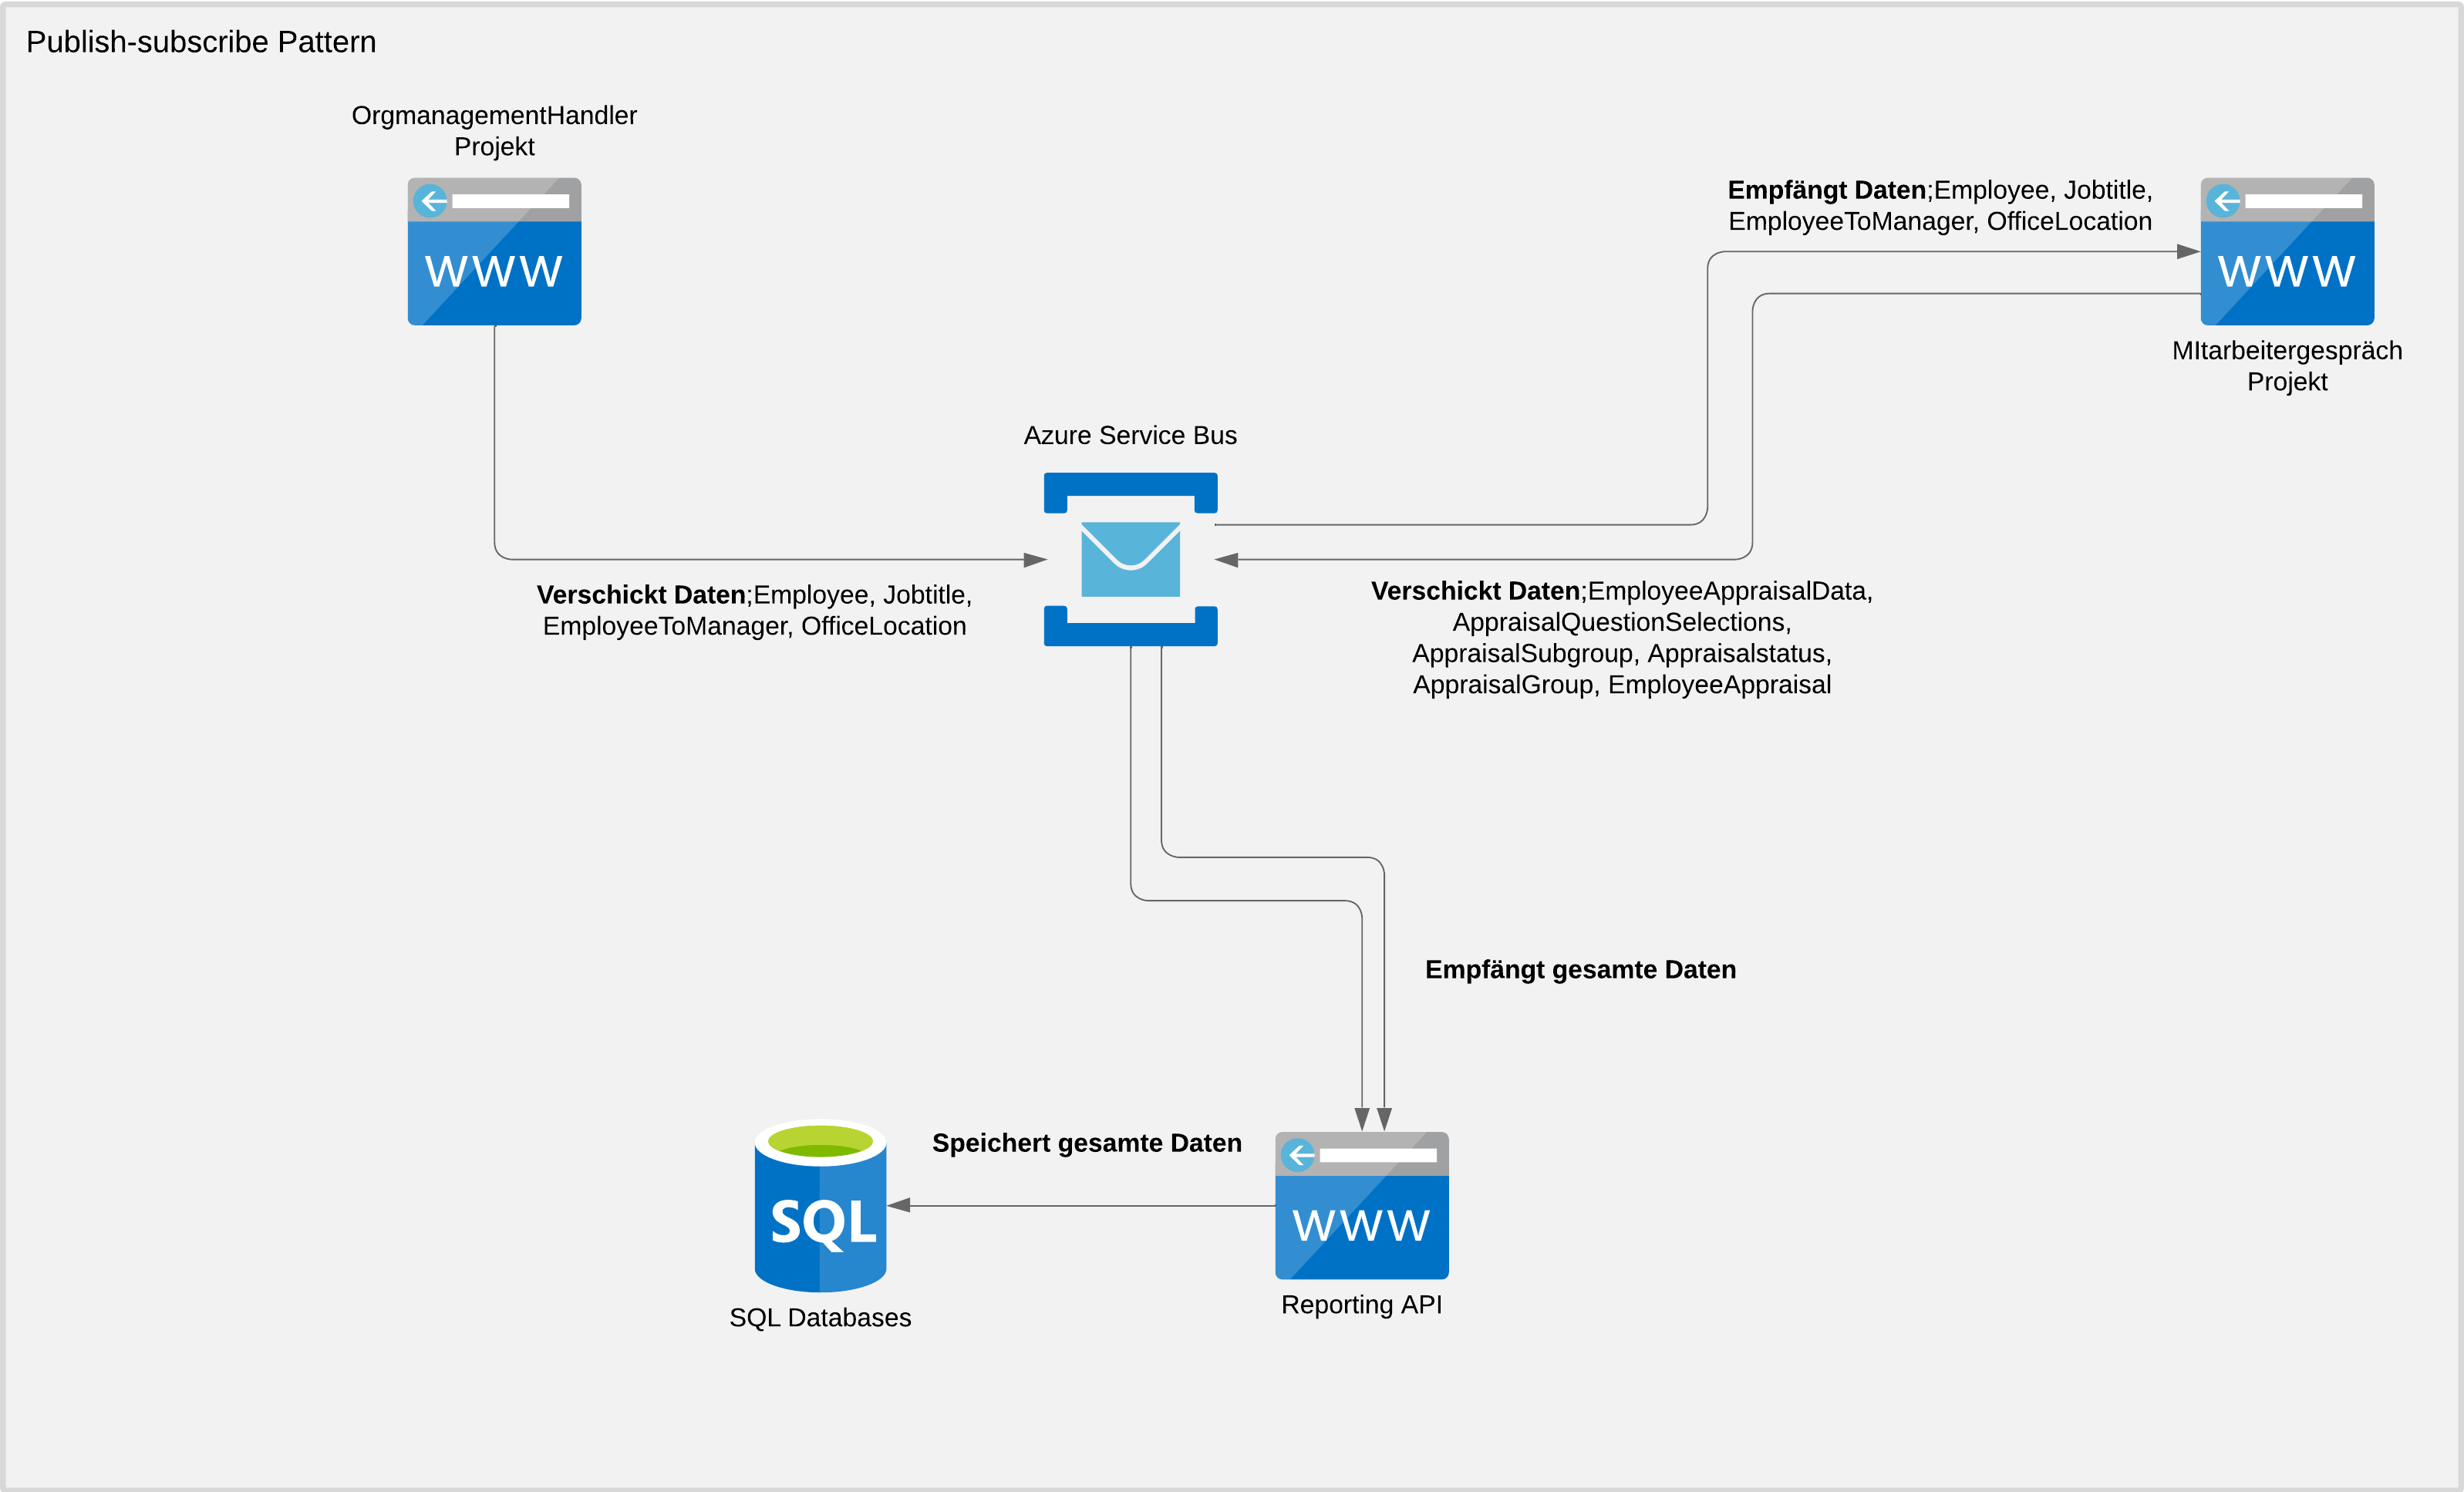 Publish-subscribe Pattern
OrgmanagementHandler
Projekt
WWW
Empfängt Daten;Employee, Jobtitle,
EmployeeToManager, OfficeLocation
WWW
MItarbeitergespräch
Projekt
Azure Service Bus
Verschickt Daten;Employee, Jobtitle,
EmployeeToManager, OfficeLocation
Verschickt Daten;EmployeeAppraisalData,
AppraisalQuestionSelections,
AppraisalSubgroup, Appraisalstatus,
AppraisalGroup, EmployeeAppraisal
Empfängt gesamte Daten
Speichert gesamte Daten
SQL
SQL Databases
WWW
Reporting API